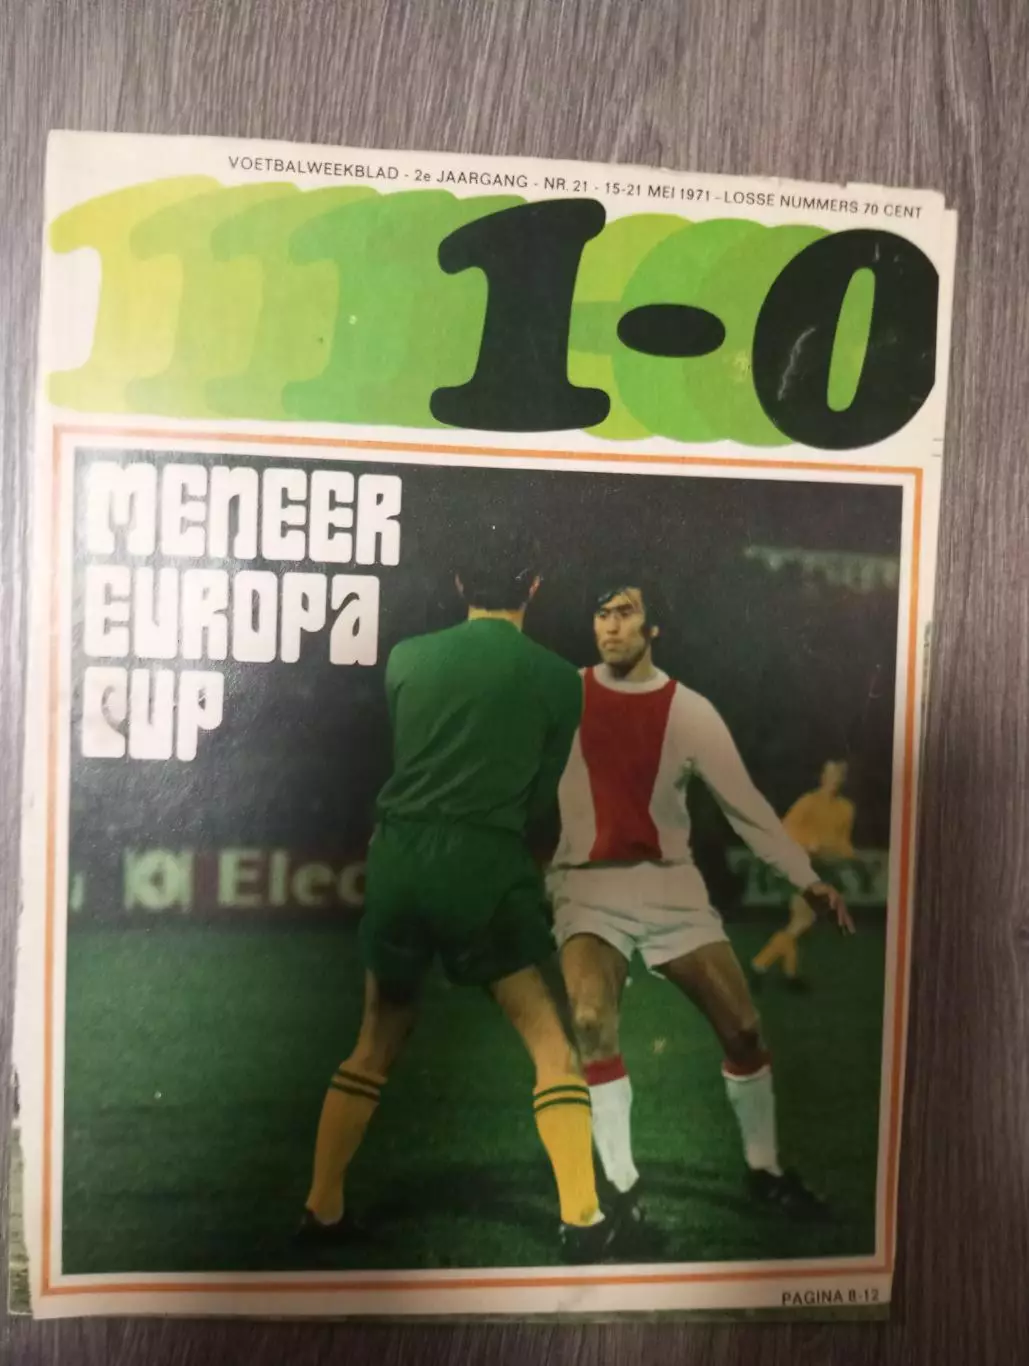 VOETBALWEEKBLAD - 2e JAARGANG - NR. 21 - 15-21 MEI 1971 - LOSSE NUMMERS 70 CENT
1-0
MENEER
EUROPA
CUP
Elec
PAGINA 8-12